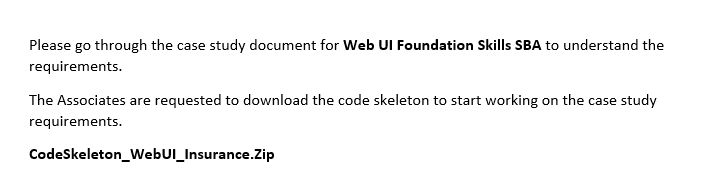 Please go through the case study document for Web UI Foundation Skills SBA to understand the
requirements.
The Associates are requested to download the code skeleton to start working on the case study
requirements.
CodeSkeleton_WebUI_Insurance.Zip